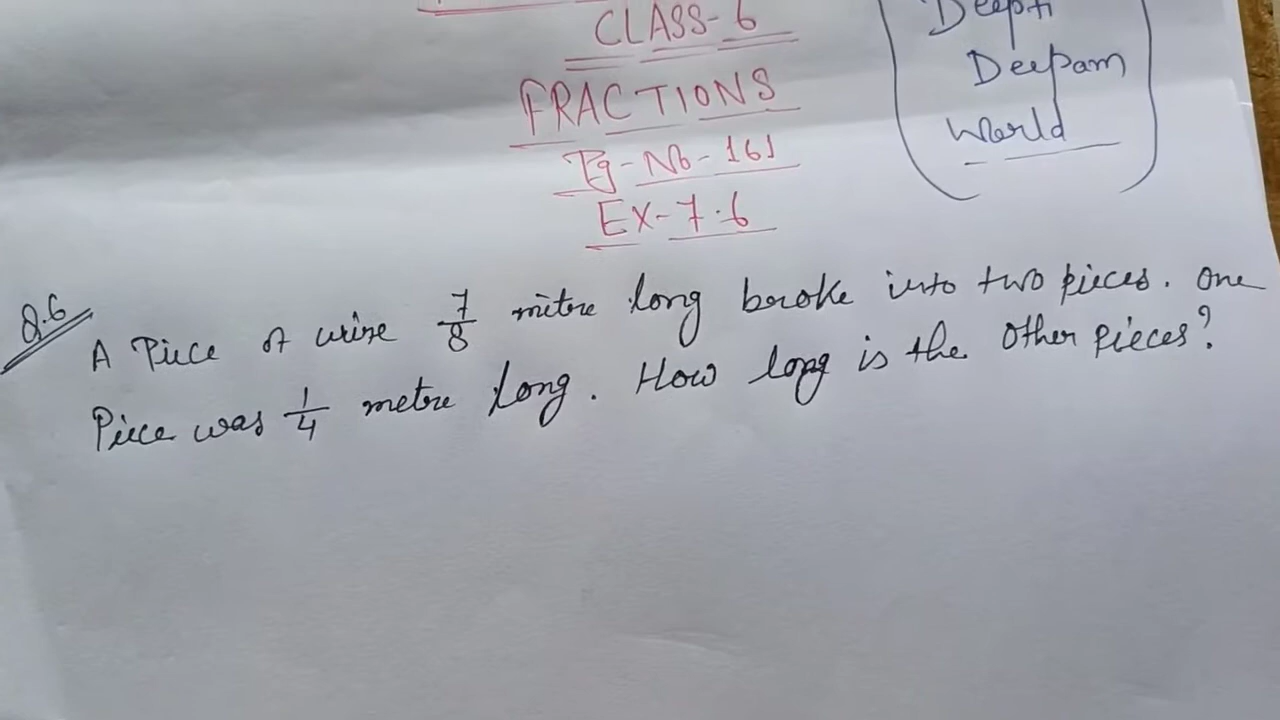 CLASS-6
FRACTIONS
Pg-No-161
EX-7.6
Deepti
Deepam
World
Q.6
A Piece of wire 7/8 metre long broke into two pieces. One
Piece was 1/4 metre long. How long is the other pieces?